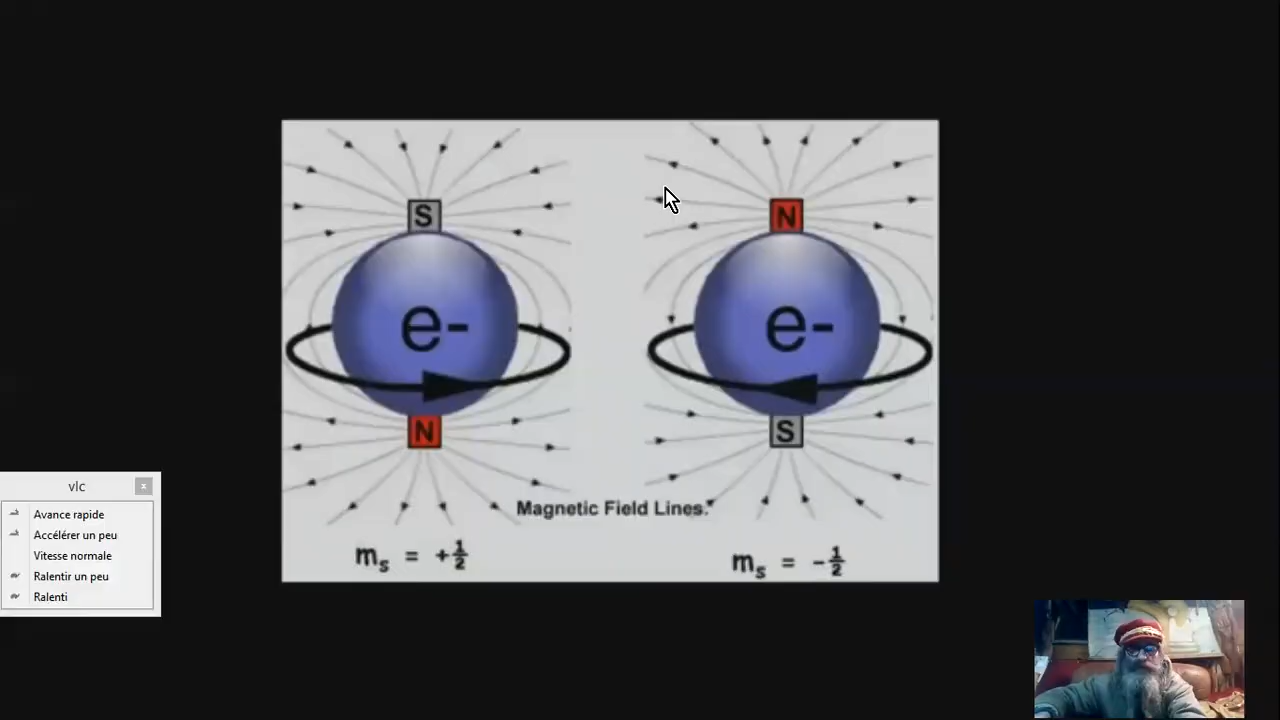 S
N
e-
e-
N
S
Magnetic Field Lines.
mₛ = +½
mₛ = -½
vlc
x
Avance rapide
Accélérer un peu
Vitesse normale
Ralentir un peu
Ralenti